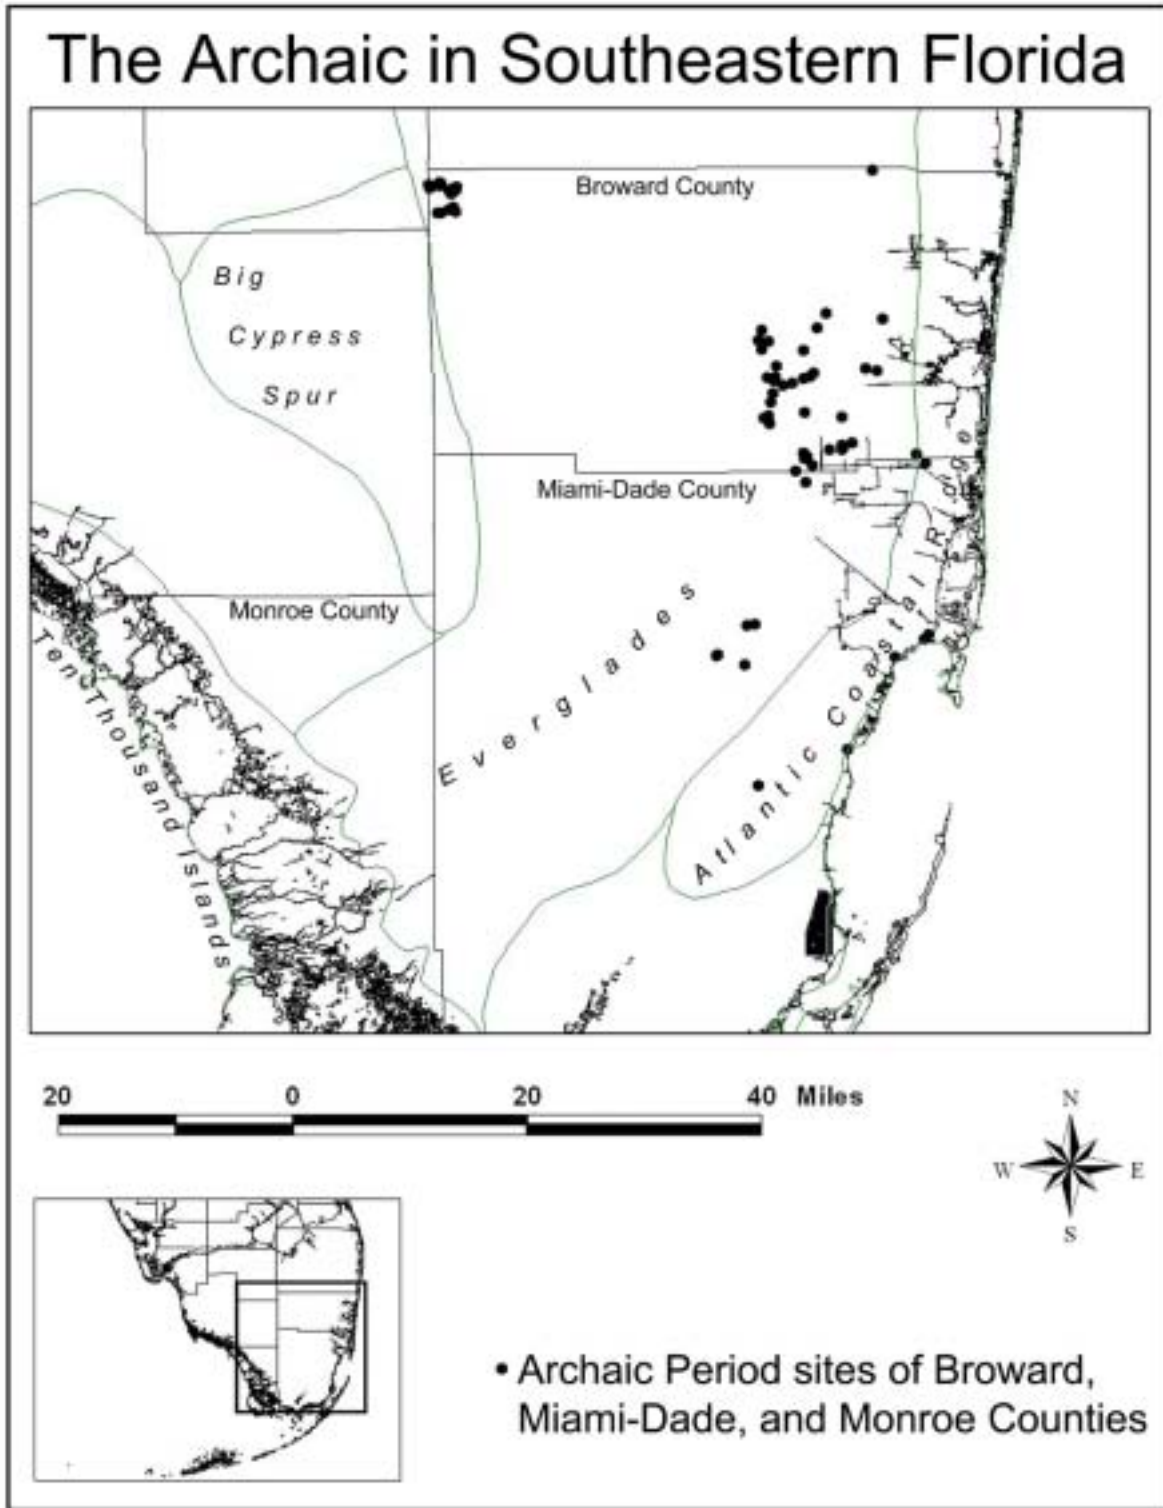 The Archaic in Southeastern Florida
Broward County
Big
Cypress
Spur
Miami-Dade County
Monroe County
Everglades
Atlantic Coastal Ridge
Ten Thousand Islands
20 0 20 40 Miles
N
W E
S
• Archaic Period sites of Broward,
Miami-Dade, and Monroe Counties